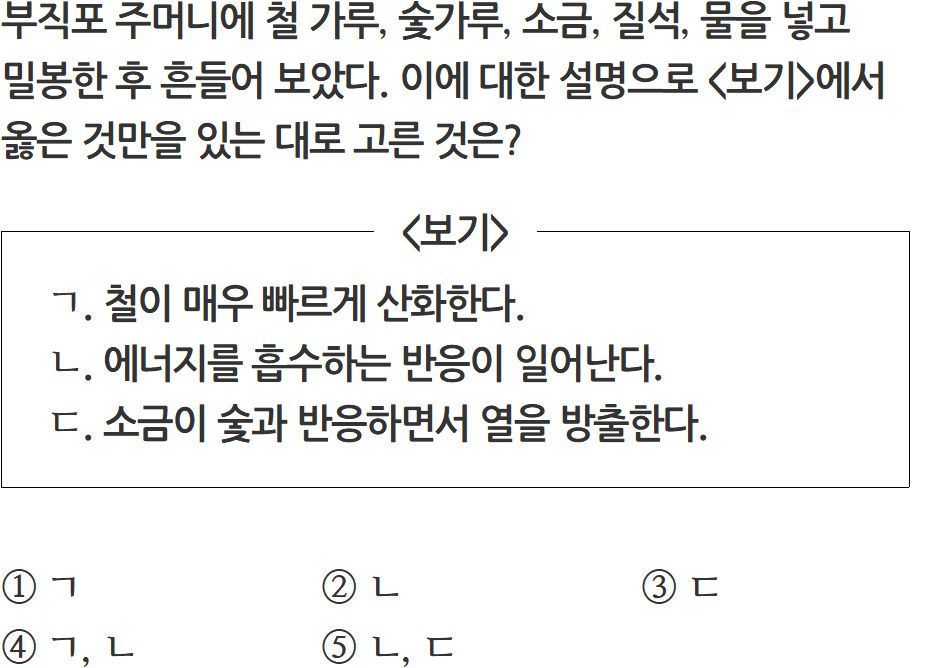 부직포 주머니에 철 가루, 숯가루, 소금, 질석, 물을 넣고
밀봉한 후 흔들어 보았다. 이에 대한 설명으로 <보기>에서
옳은 것만을 있는 대로 고른 것은?
<보기>
ㄱ. 철이 매우 빠르게 산화한다.
ㄴ. 에너지를 흡수하는 반응이 일어난다.
ㄷ. 소금이 숯과 반응하면서 열을 방출한다.
① ㄱ ② ㄴ ③ ㄷ
④ ㄱ, ㄴ ⑤ ㄴ, ㄷ